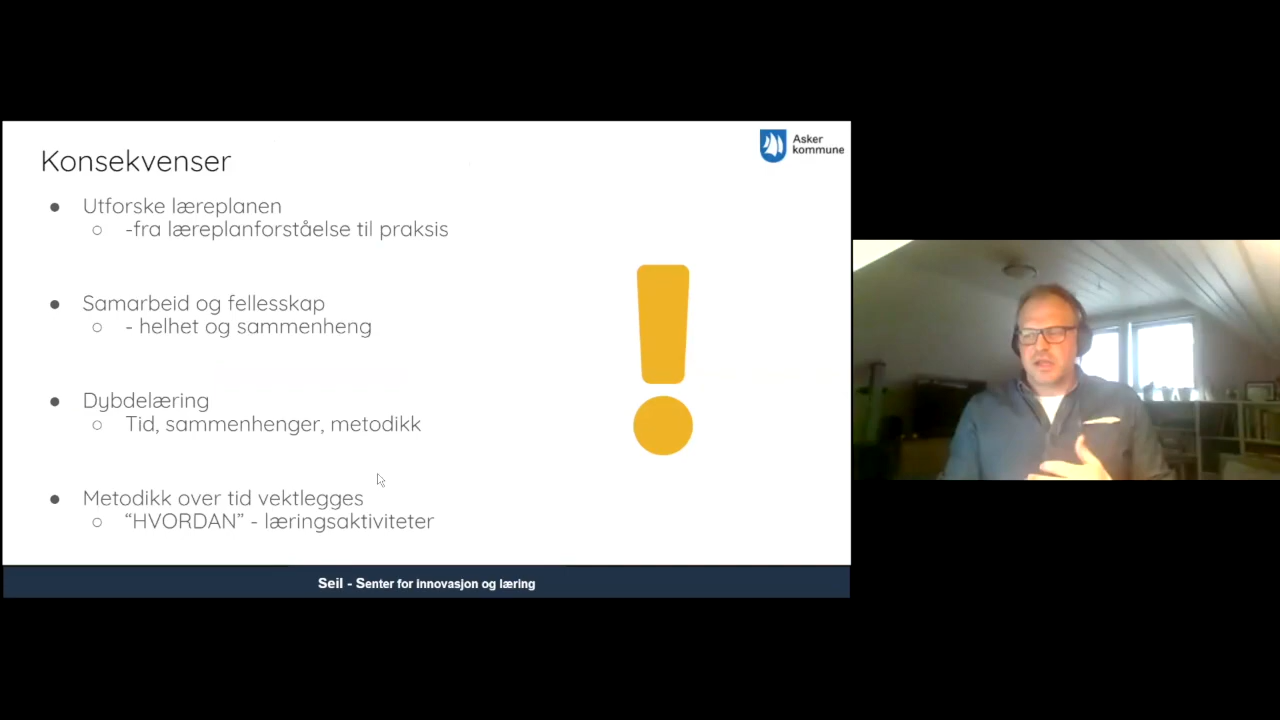 Asker
kommune
Konsekvenser
● Utforske læreplanen
○ -fra læreplanforståelse til praksis
● Samarbeid og fellesskap
○ - helhet og sammenheng
● Dybdelæring
○ Tid, sammenhenger, metodikk
● Metodikk over tid vektlegges
○ “HVORDAN” - læringsaktiviteter
Seil - Senter for innovasjon og læring